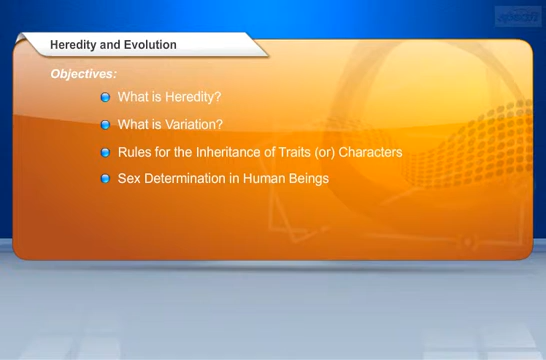 Heredity and Evolution
Objectives:
What is Heredity?
What is Variation?
Rules for the Inheritance of Traits (or) Characters
Sex Determination in Human Beings